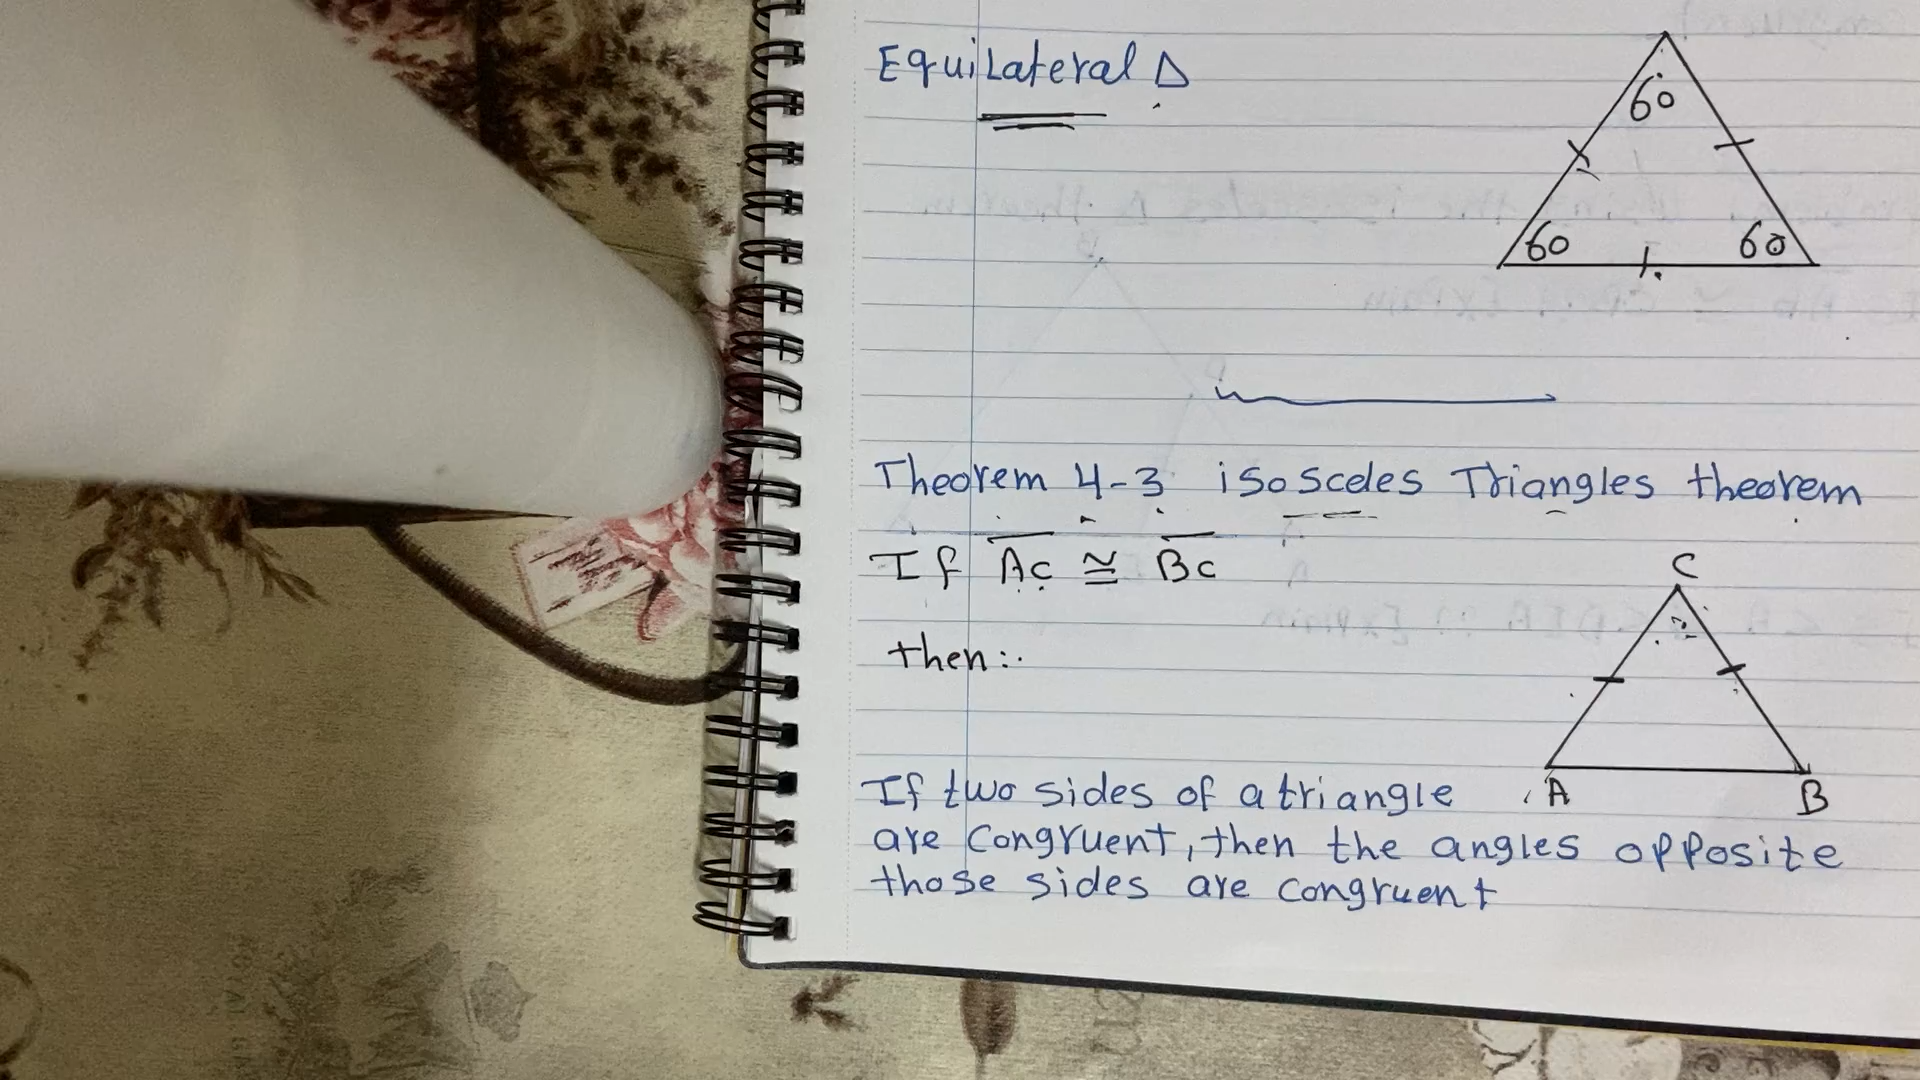 EquiLateral Δ
60
60 60
Theorem 4-3 isosceles Triangles theorem
If AC ≅ BC
C
then:.
A B
If two sides of a triangle
are congruent, then the angles opposite
those sides are congruent